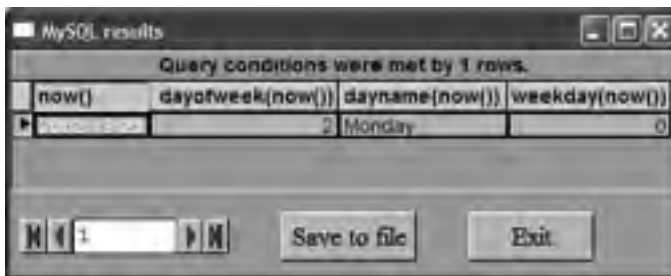 MySQL results
Query conditions were met by 1 rows.
now() dayofweek(now()) dayname(now()) weekday(now())
2 Monday 0
1 Save to file Exit